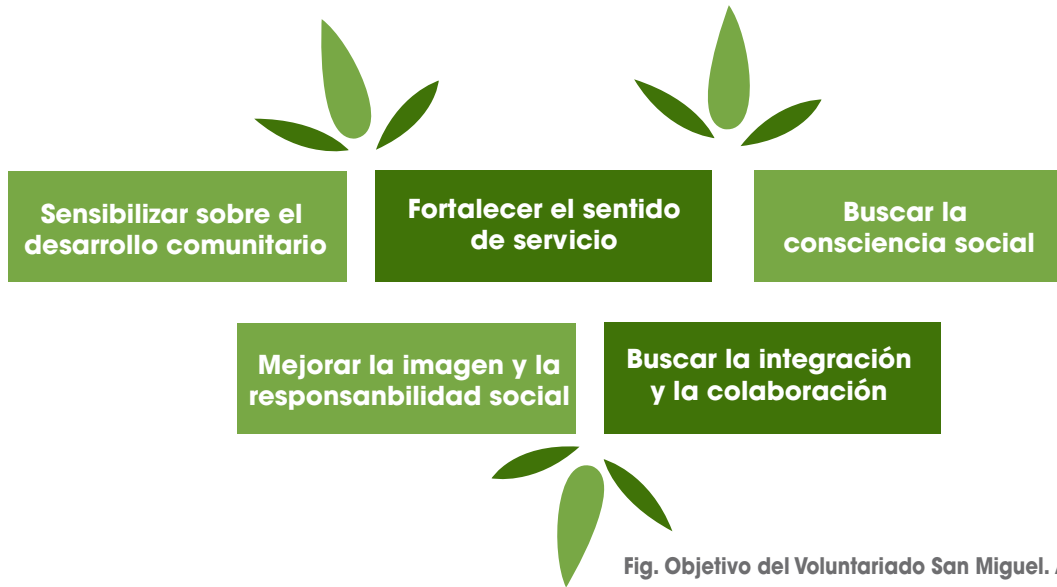 Sensibilizar sobre el
desarrollo comunitario
Fortalecer el sentido
de servicio
Buscar la
consciencia social
Mejorar la imagen y la
responsanbilidad social
Buscar la integración
y la colaboración
Fig. Objetivo del Voluntariado San Miguel.